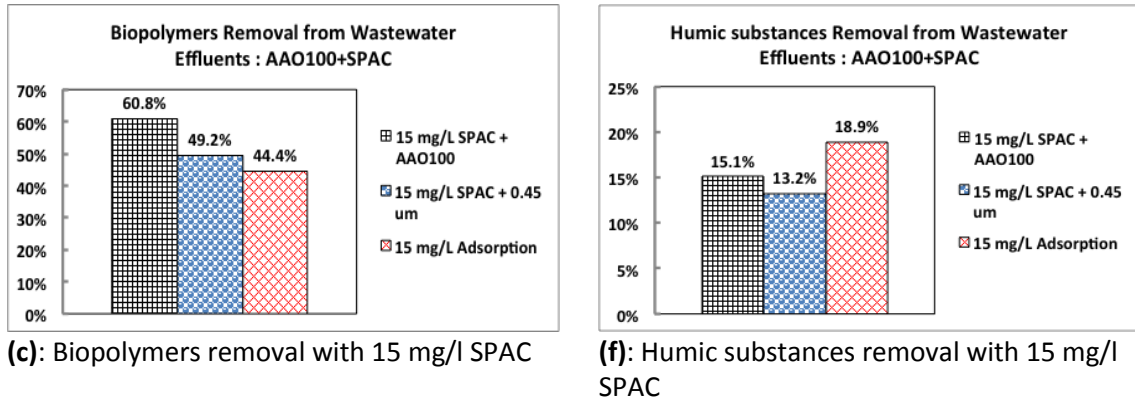 Biopolymers Removal from Wastewater
Effluents : AAO100+SPAC
70%
60%
50%
40%
30%
20%
10%
0%
60.8%
49.2%
44.4%
15 mg/L SPAC +
AAO100
15 mg/L SPAC + 0.45
um
15 mg/L Adsorption
(c): Biopolymers removal with 15 mg/l SPAC
Humic substances Removal from Wastewater
Effluents : AAO100+SPAC
25%
20%
15%
10%
5%
0%
15.1%
13.2%
18.9%
15 mg/L SPAC +
AAO100
15 mg/L SPAC + 0.45
um
15 mg/L Adsorption
(f): Humic substances removal with 15 mg/l
SPAC